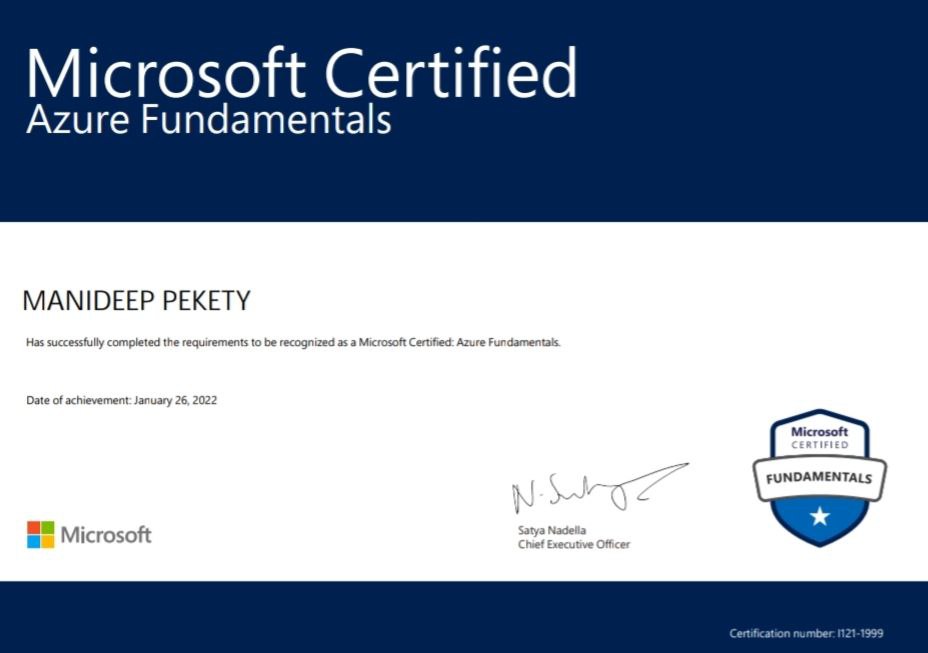 Microsoft Certified
Azure Fundamentals
MANIDEEP PEKETY
Has successfully completed the requirements to be recognized as a Microsoft Certified: Azure Fundamentals.
Date of achievement: January 26, 2022
Microsoft
CERTIFIED
FUNDAMENTALS
Satya Nadella
Chief Executive Officer
Microsoft
Certification number: I121-1999